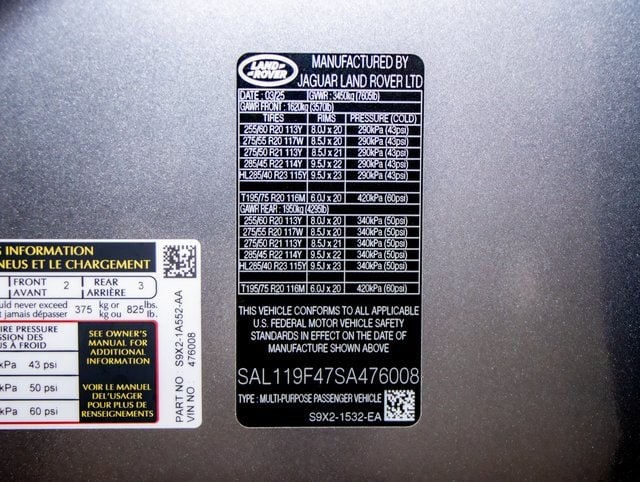 LAND-
-ROVER
MANUFACTURED BY
JAGUAR LAND ROVER LTD
DATE : 03/25 GVWR : 3450kg (7605lb)
GAWR FRONT : 1620kg (3570lb)
TIRES RIMS PRESSURE (COLD)
255/60 R20 113Y 8.0J x 20 290kPa (43psi)
275/55 R20 117W 8.5J x 20 290kPa (43psi)
275/50 R21 113Y 8.5J x 21 290kPa (43psi)
285/45 R22 114Y 9.5J x 22 290kPa (43psi)
HL285/40 R23 115Y 9.5J x 23 290kPa (43psi)
T195/75 R20 116M 6.0J x 20 420kPa (60psi)
GAWR REAR : 1950kg (4295lb)
255/60 R20 113Y 8.0J x 20 340kPa (50psi)
275/55 R20 117W 8.5J x 20 340kPa (50psi)
275/50 R21 113Y 8.5J x 21 340kPa (50psi)
285/45 R22 114Y 9.5J x 22 340kPa (50psi)
HL285/40 R23 115Y 9.5J x 23 340kPa (50psi)
T195/75 R20 116M 6.0J x 20 420kPa (60psi)
THIS VEHICLE CONFORMS TO ALL APPLICABLE
U.S. FEDERAL MOTOR VEHICLE SAFETY
STANDARDS IN EFFECT ON THE DATE OF
MANUFACTURE SHOWN ABOVE
SAL119F47SA476008
TYPE : MULTI-PURPOSE PASSENGER VEHICLE
S9X2-1532-EA
INFORMATION
NEUS ET LE CHARGEMENT
FRONT 2 REAR 3
AVANT ARRIÈRE
uld never exceed 375 kg or 825 lbs.
t jamais dépasser kg ou lb.
IRE PRESSURE
SSION DES
US À FROID
kPa 43 psi
kPa 50 psi
kPa 60 psi
SEE OWNER'S
MANUAL FOR
ADDITIONAL
INFORMATION
VOIR LE MANUEL
DE L'USAGER
POUR PLUS DE
RENSEIGNEMENTS
PART NO S9X2-1A552-AA
VIN NO : 476008